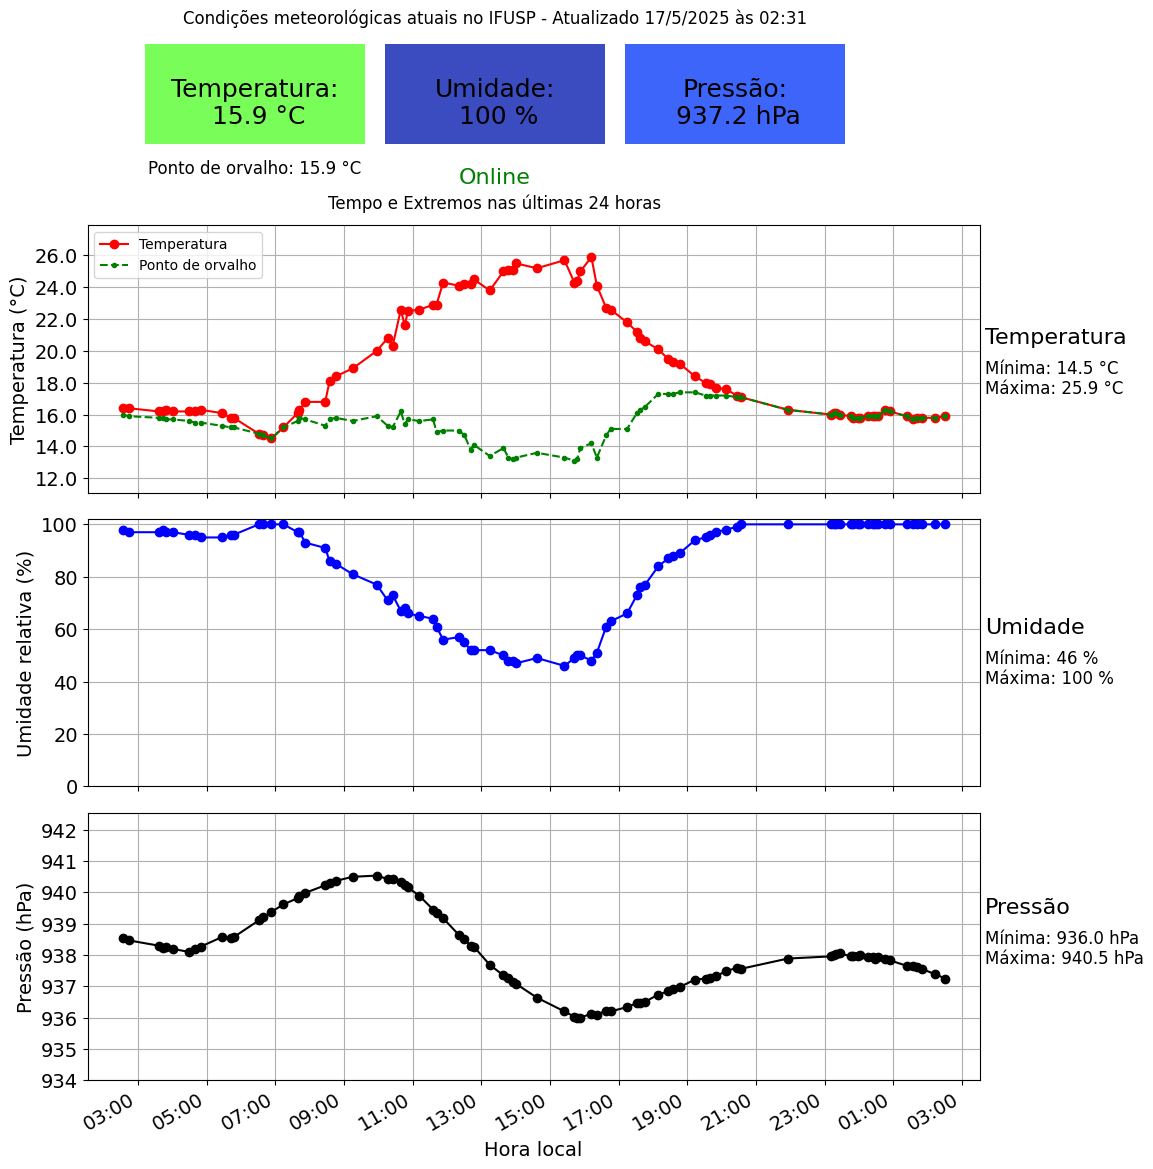 Condições meteorológicas atuais no IFUSP - Atualizado 17/5/2025 às 02:31
Temperatura:
15.9 °C
Umidade:
100 %
Pressão:
937.2 hPa
Ponto de orvalho: 15.9 °C
Online
Tempo e Extremos nas últimas 24 horas
Temperatura
Ponto de orvalho
Temperatura (°C)
26.0
24.0
22.0
20.0
18.0
16.0
14.0
12.0
Temperatura
Mínima: 14.5 °C
Máxima: 25.9 °C
Umidade relativa (%)
100
80
60
40
20
0
Umidade
Mínima: 46 %
Máxima: 100 %
Pressão (hPa)
942
941
940
939
938
937
936
935
934
Pressão
Mínima: 936.0 hPa
Máxima: 940.5 hPa
03:00 05:00 07:00 09:00 11:00 13:00 15:00 17:00 19:00 21:00 23:00 01:00 03:00
Hora local